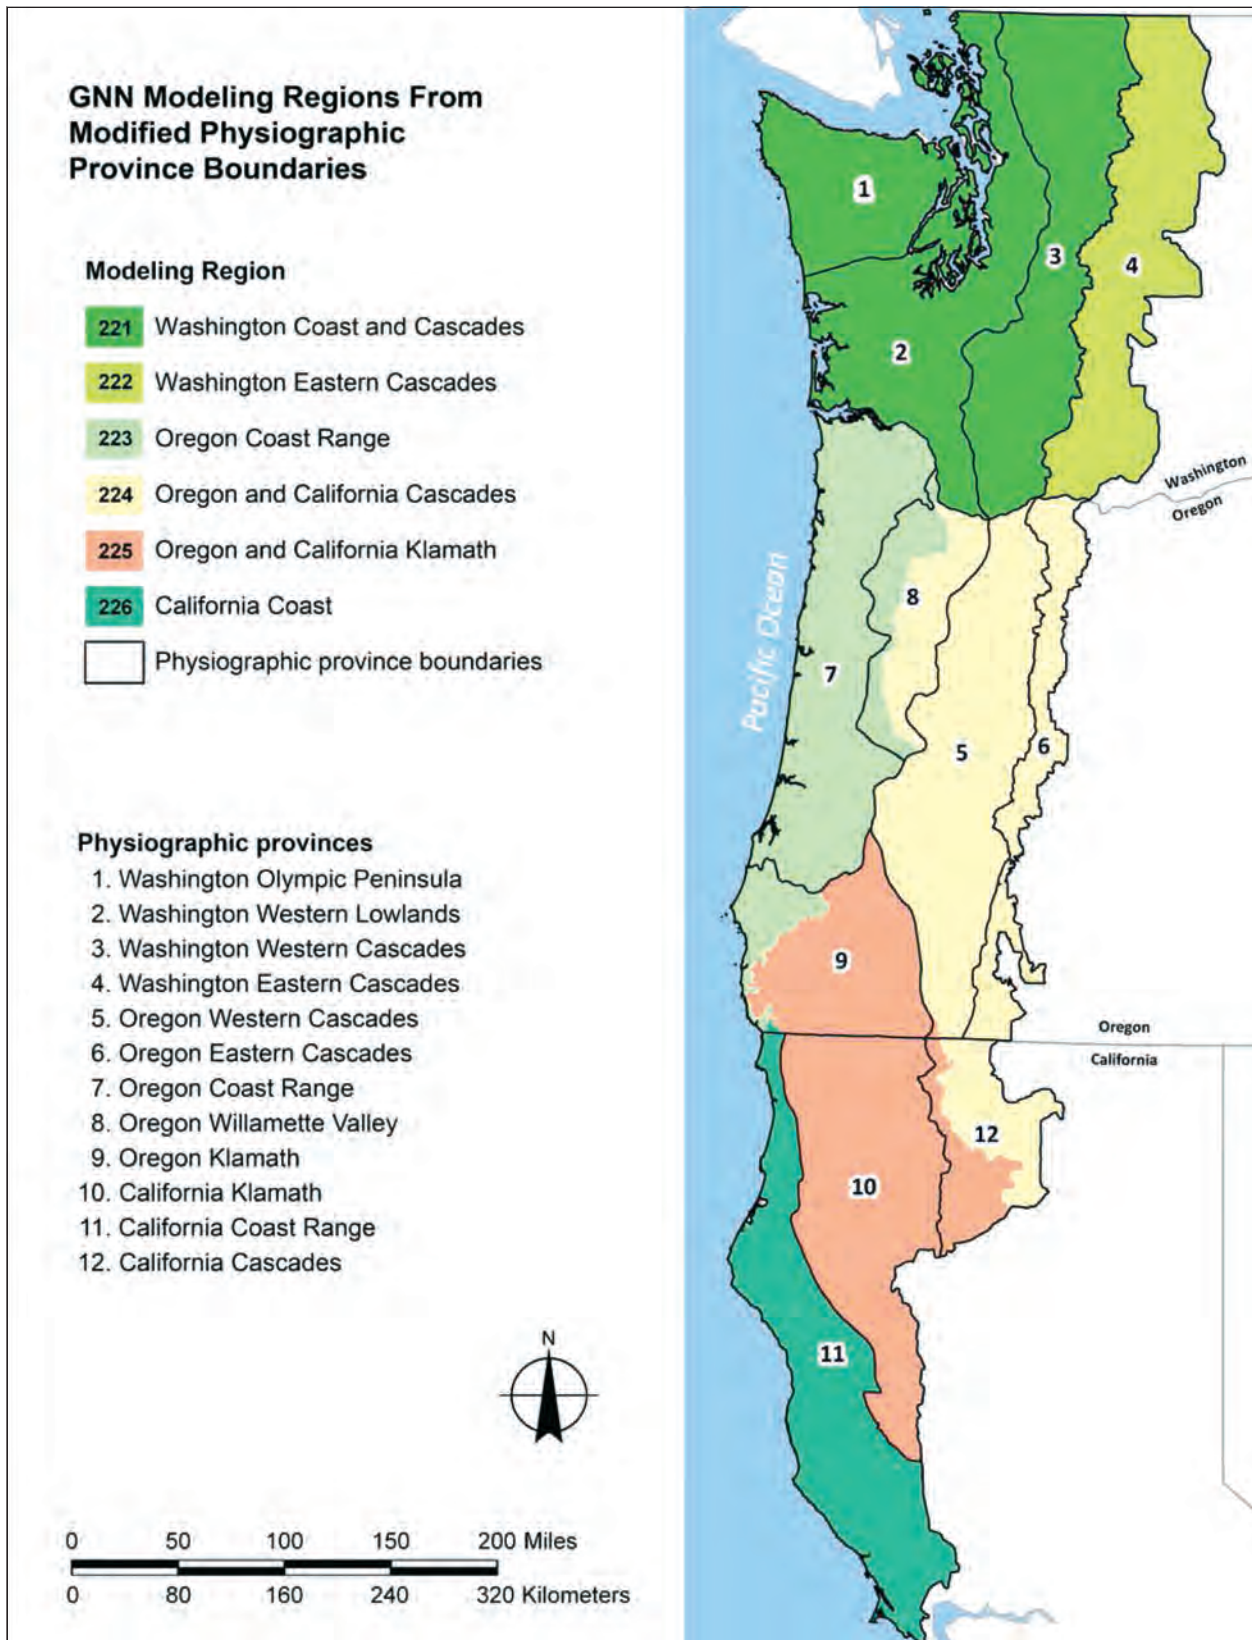 GNN Modeling Regions From
Modified Physiographic
Province Boundaries
Modeling Region
221 Washington Coast and Cascades
222 Washington Eastern Cascades
223 Oregon Coast Range
224 Oregon and California Cascades
225 Oregon and California Klamath
226 California Coast
Physiographic province boundaries
Physiographic provinces
1. Washington Olympic Peninsula
2. Washington Western Lowlands
3. Washington Western Cascades
4. Washington Eastern Cascades
5. Oregon Western Cascades
6. Oregon Eastern Cascades
7. Oregon Coast Range
8. Oregon Willamette Valley
9. Oregon Klamath
10. California Klamath
11. California Coast Range
12. California Cascades
N
0 50 100 150 200 Miles
0 80 160 240 320 Kilometers
1
3
4
2
Washington
Oregon
Pacific Ocean
8
7
6
5
9
Oregon
California
12
10
11